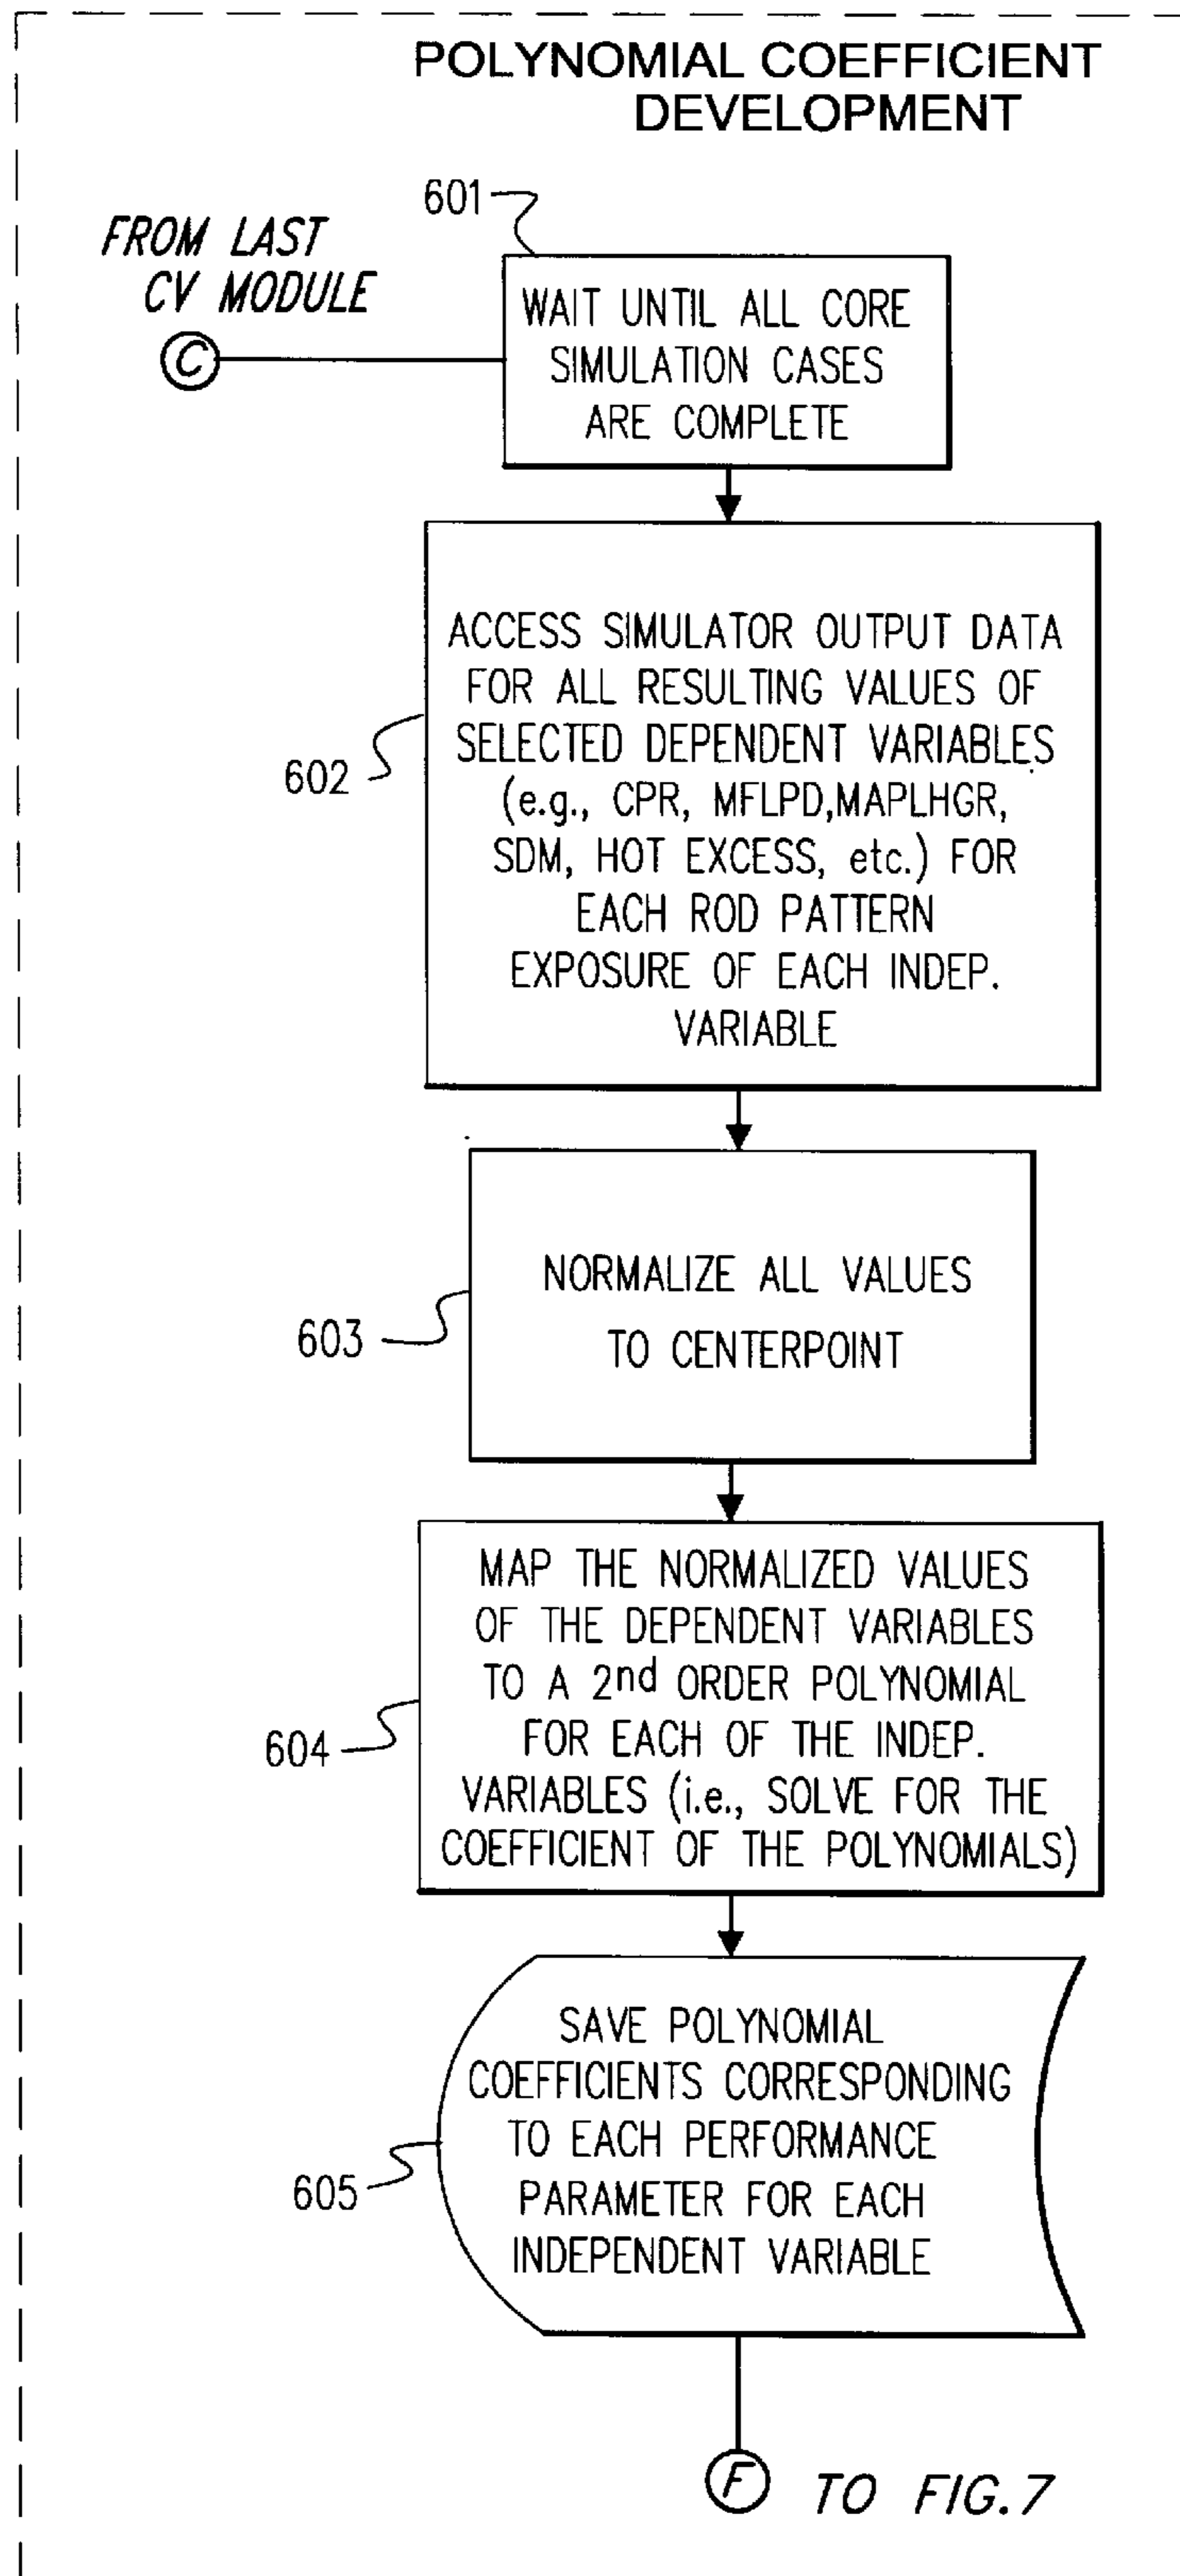 POLYNOMIAL COEFFICIENT
DEVELOPMENT
601
FROM LAST
CV MODULE
C
WAIT UNTIL ALL CORE
SIMULATION CASES
ARE COMPLETE
ACCESS SIMULATOR OUTPUT DATA
FOR ALL RESULTING VALUES OF
SELECTED DEPENDENT VARIABLES
(e.g., CPR, MFLPD,MAPLHGR,
SDM, HOT EXCESS, etc.) FOR
EACH ROD PATTERN
EXPOSURE OF EACH INDEP.
VARIABLE
602
NORMALIZE ALL VALUES
TO CENTERPOINT
603
MAP THE NORMALIZED VALUES
OF THE DEPENDENT VARIABLES
TO A 2nd ORDER POLYNOMIAL
FOR EACH OF THE INDEP.
VARIABLES (i.e., SOLVE FOR THE
COEFFICIENT OF THE POLYNOMIALS)
604
SAVE POLYNOMIAL
COEFFICIENTS CORRESPONDING
TO EACH PERFORMANCE
PARAMETER FOR EACH
INDEPENDENT VARIABLE
605
F TO FIG.7